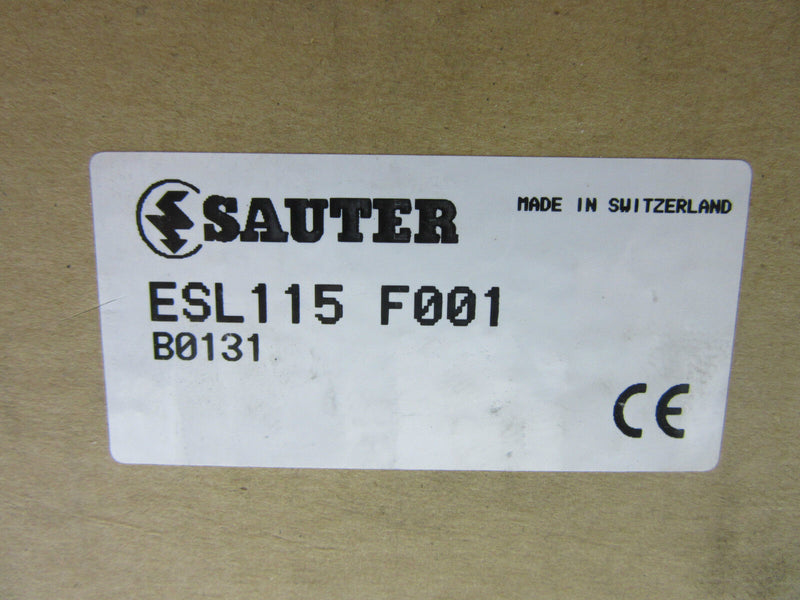 SAUTER
MADE IN SWITZERLAND
ESL115 F001
B0131
CE